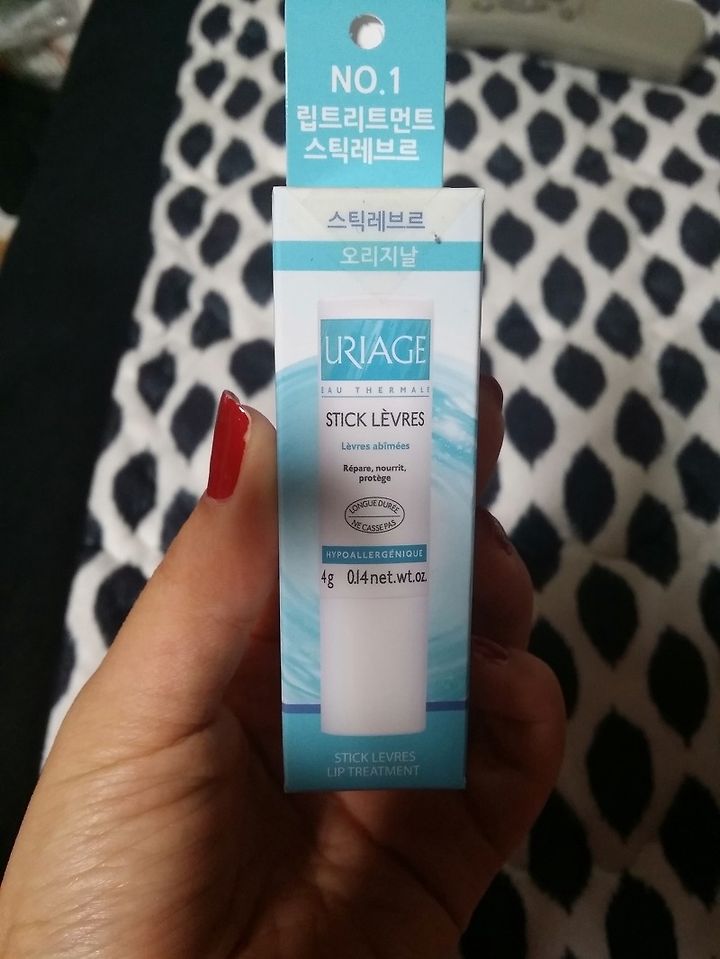 NO.1
립트리트먼트
스틱레브르
스틱레브르
오리지날
URIAGE
EAU THERMALE
STICK LÈVRES
Lèvres abîmées
Répare, nourrit,
protège
LONGUE DURÉE
NE CASSE PAS
HYPOALLERGÉNIQUE
4g 0.14 net.wt.oz.
STICK LEVRES
LIP TREATMENT